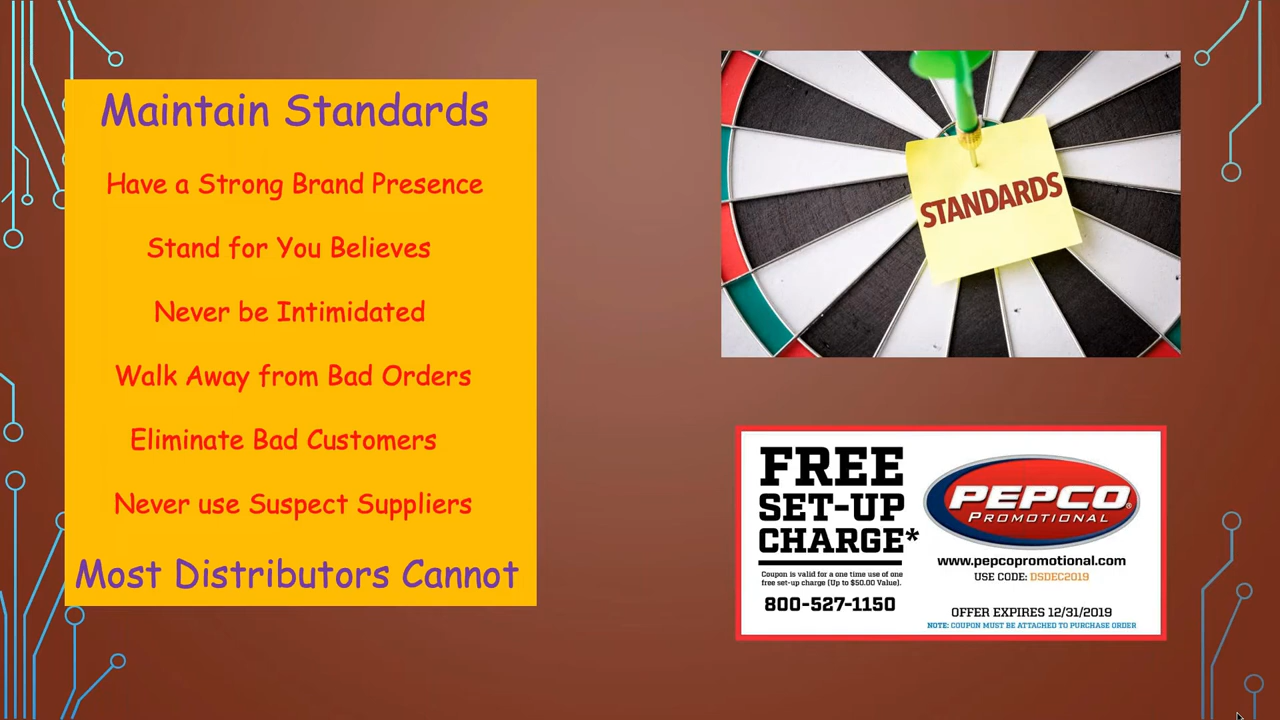 Maintain Standards
Have a Strong Brand Presence
Stand for You Believes
Never be Intimidated
Walk Away from Bad Orders
Eliminate Bad Customers
Never use Suspect Suppliers
Most Distributors Cannot
STANDARDS
FREE
SET-UP
CHARGE*
Coupon is valid for a one time use of one
free set-up charge (Up to $50.00 Value).
800-527-1150
PEPCO®
PROMOTIONAL
www.pepcopromotional.com
USE CODE: DSDEC2019
OFFER EXPIRES 12/31/2019
NOTE: COUPON MUST BE ATTACHED TO PURCHASE ORDER